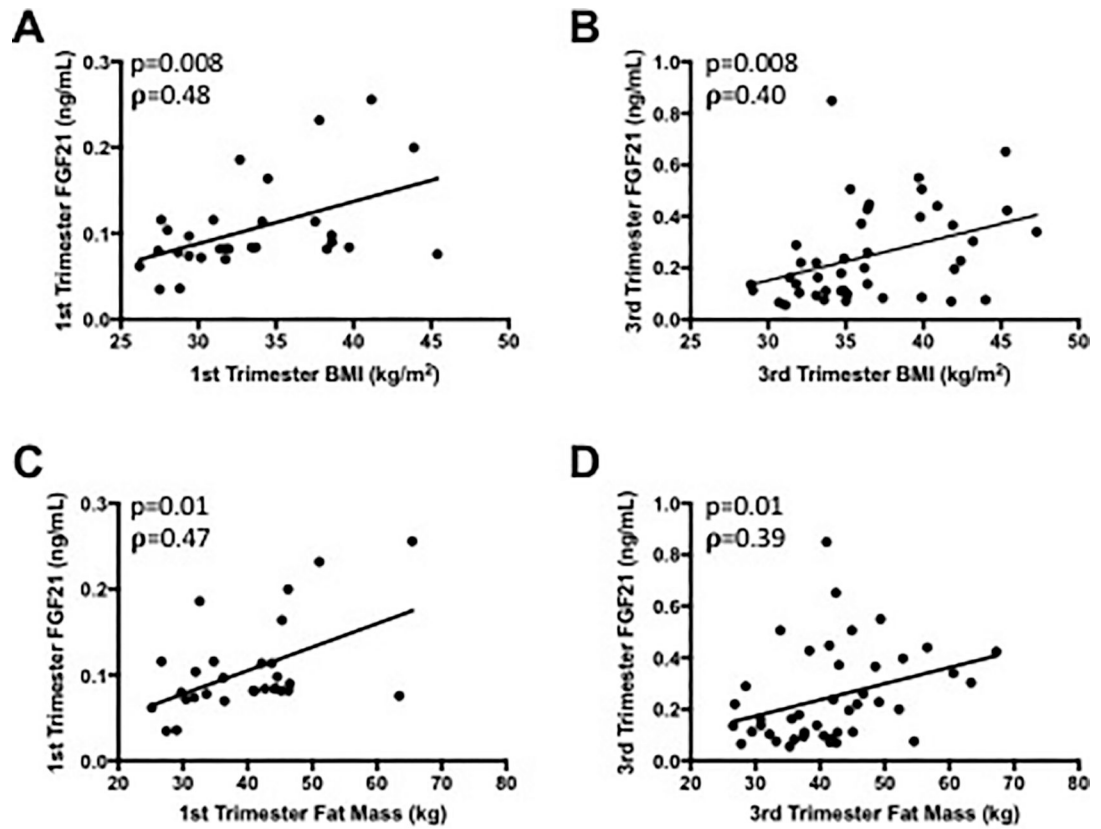 A
p=0.008
ρ=0.48
1st Trimester FGF21 (ng/mL)
0.3
0.2
0.1
0.0
25 30 35 40 45 50
1st Trimester BMI (kg/m²)
B
p=0.008
ρ=0.40
3rd Trimester FGF21 (ng/mL)
1.0
0.8
0.6
0.4
0.2
0.0
25 30 35 40 45 50
3rd Trimester BMI (kg/m²)
C
p=0.01
ρ=0.47
1st Trimester FGF21 (ng/mL)
0.3
0.2
0.1
0.0
20 30 40 50 60 70 80
1st Trimester Fat Mass (kg)
D
p=0.01
ρ=0.39
3rd Trimester FGF21 (ng/mL)
1.0
0.8
0.6
0.4
0.2
0.0
20 30 40 50 60 70 80
3rd Trimester Fat Mass (kg)